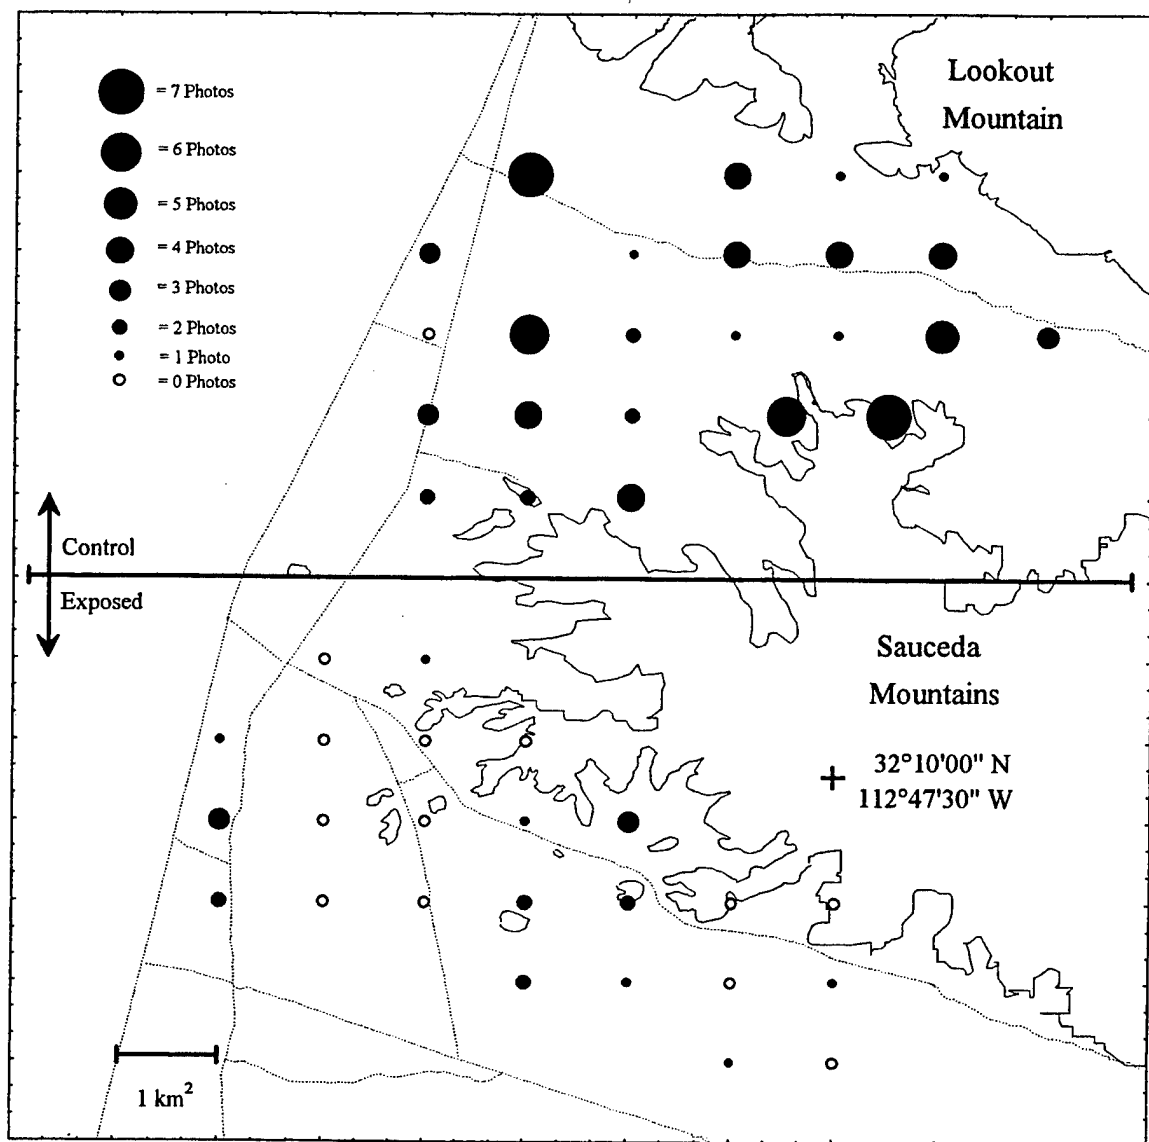 Lookout
Mountain
= 7 Photos
= 6 Photos
= 5 Photos
= 4 Photos
= 3 Photos
= 2 Photos
= 1 Photo
= 0 Photos
Control
Exposed
Sauceda
Mountains
32°10'00" N
112°47'30" W
1 km²